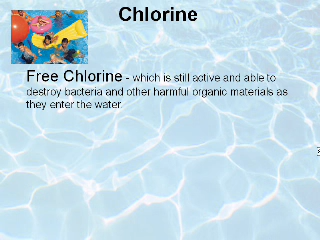 Chlorine
Free Chlorine - which is still active and able to
destroy bacteria and other harmful organic materials as
they enter the water.